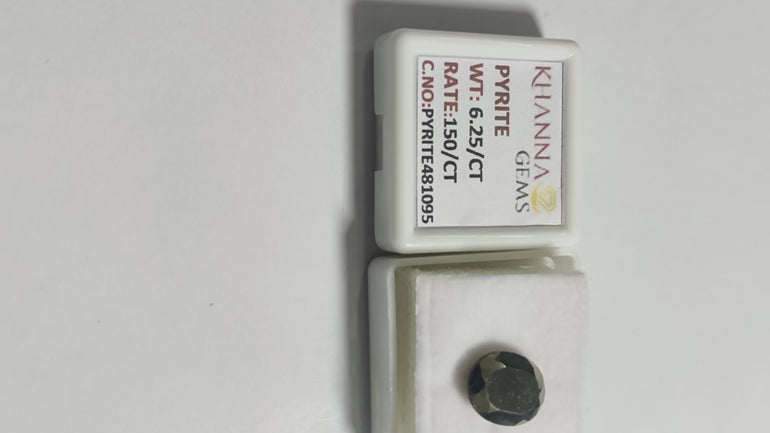 KHANNA
GEMS
PYRITE
WT: 6.25/CT
RATE:150/CT
C.NO:PYRITE481095